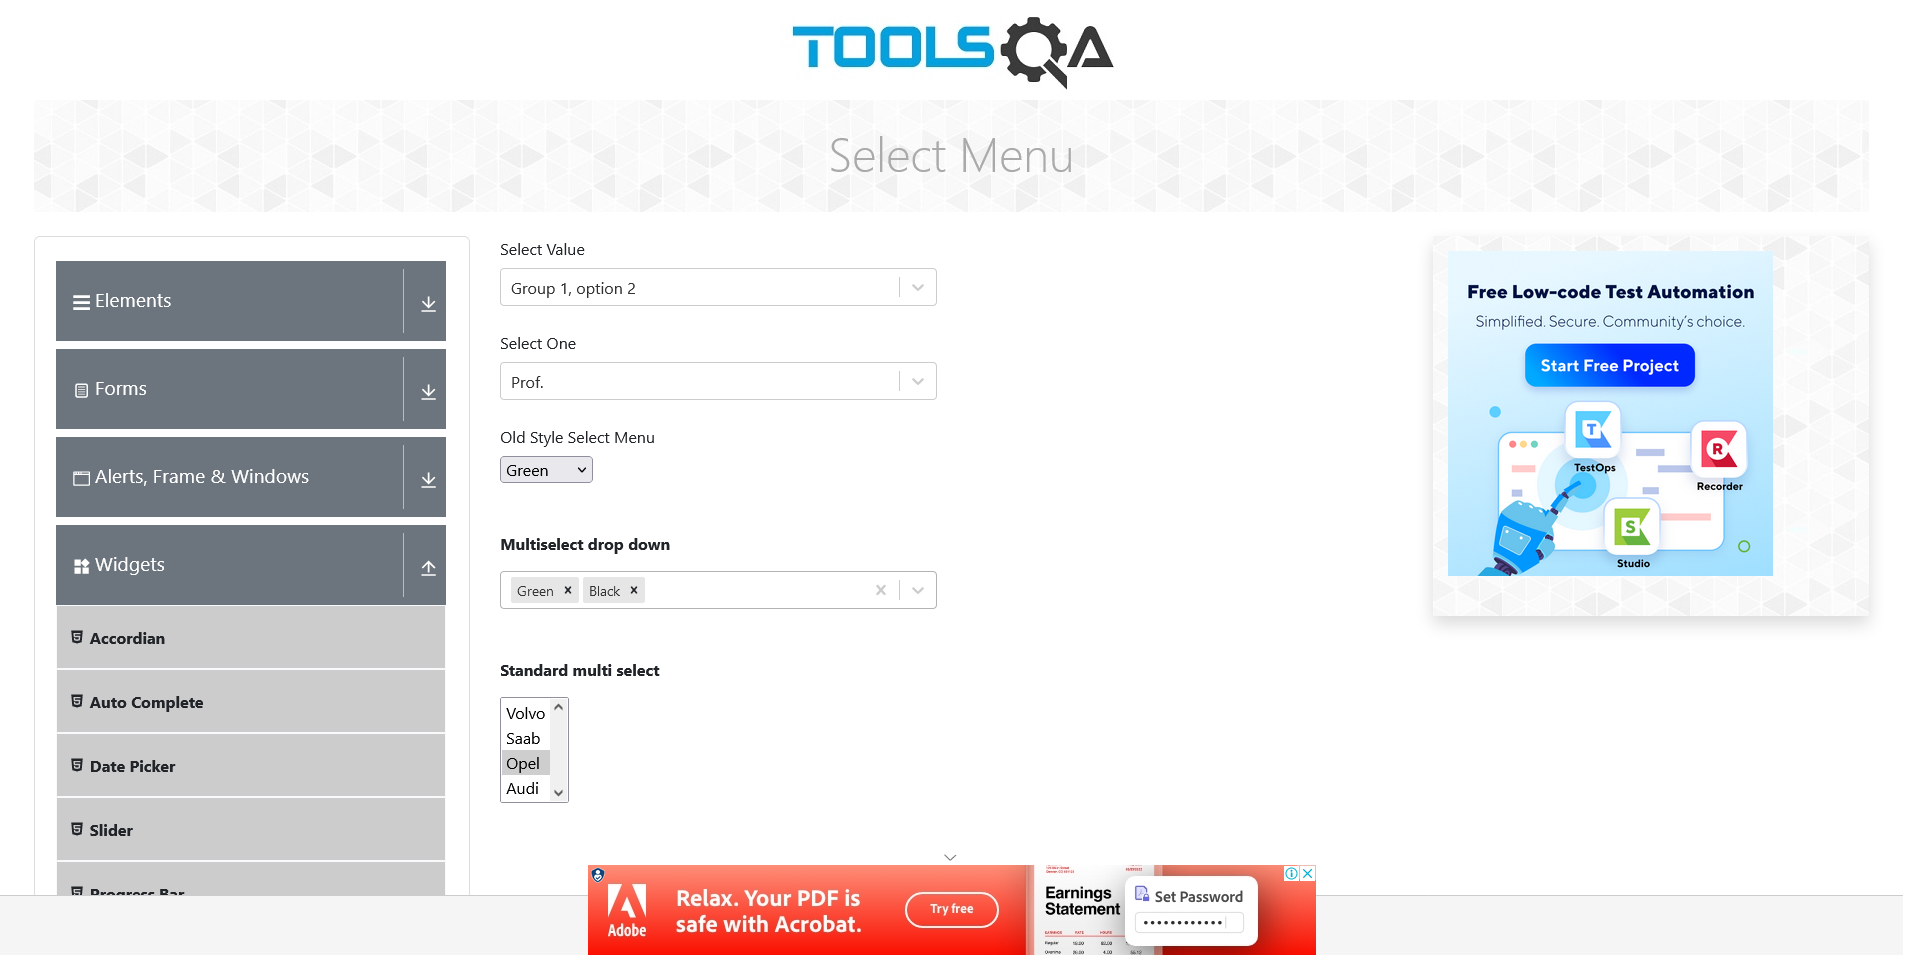 TOOLSQA
Select Menu
Elements
Forms
Alerts, Frame & Windows
Widgets
Accordian
Auto Complete
Date Picker
Slider
Progress Bar
Select Value
Group 1, option 2
Select One
Prof.
Old Style Select Menu
Green
Multiselect drop down
Green
Black
Standard multi select
Volvo
Saab
Opel
Audi
Free Low-code Test Automation
Simplified. Secure. Community's choice.
Start Free Project
TestOps
Recorder
Studio
Adobe
Relax. Your PDF is
safe with Acrobat.
Try free
Earnings
Statement
Set Password